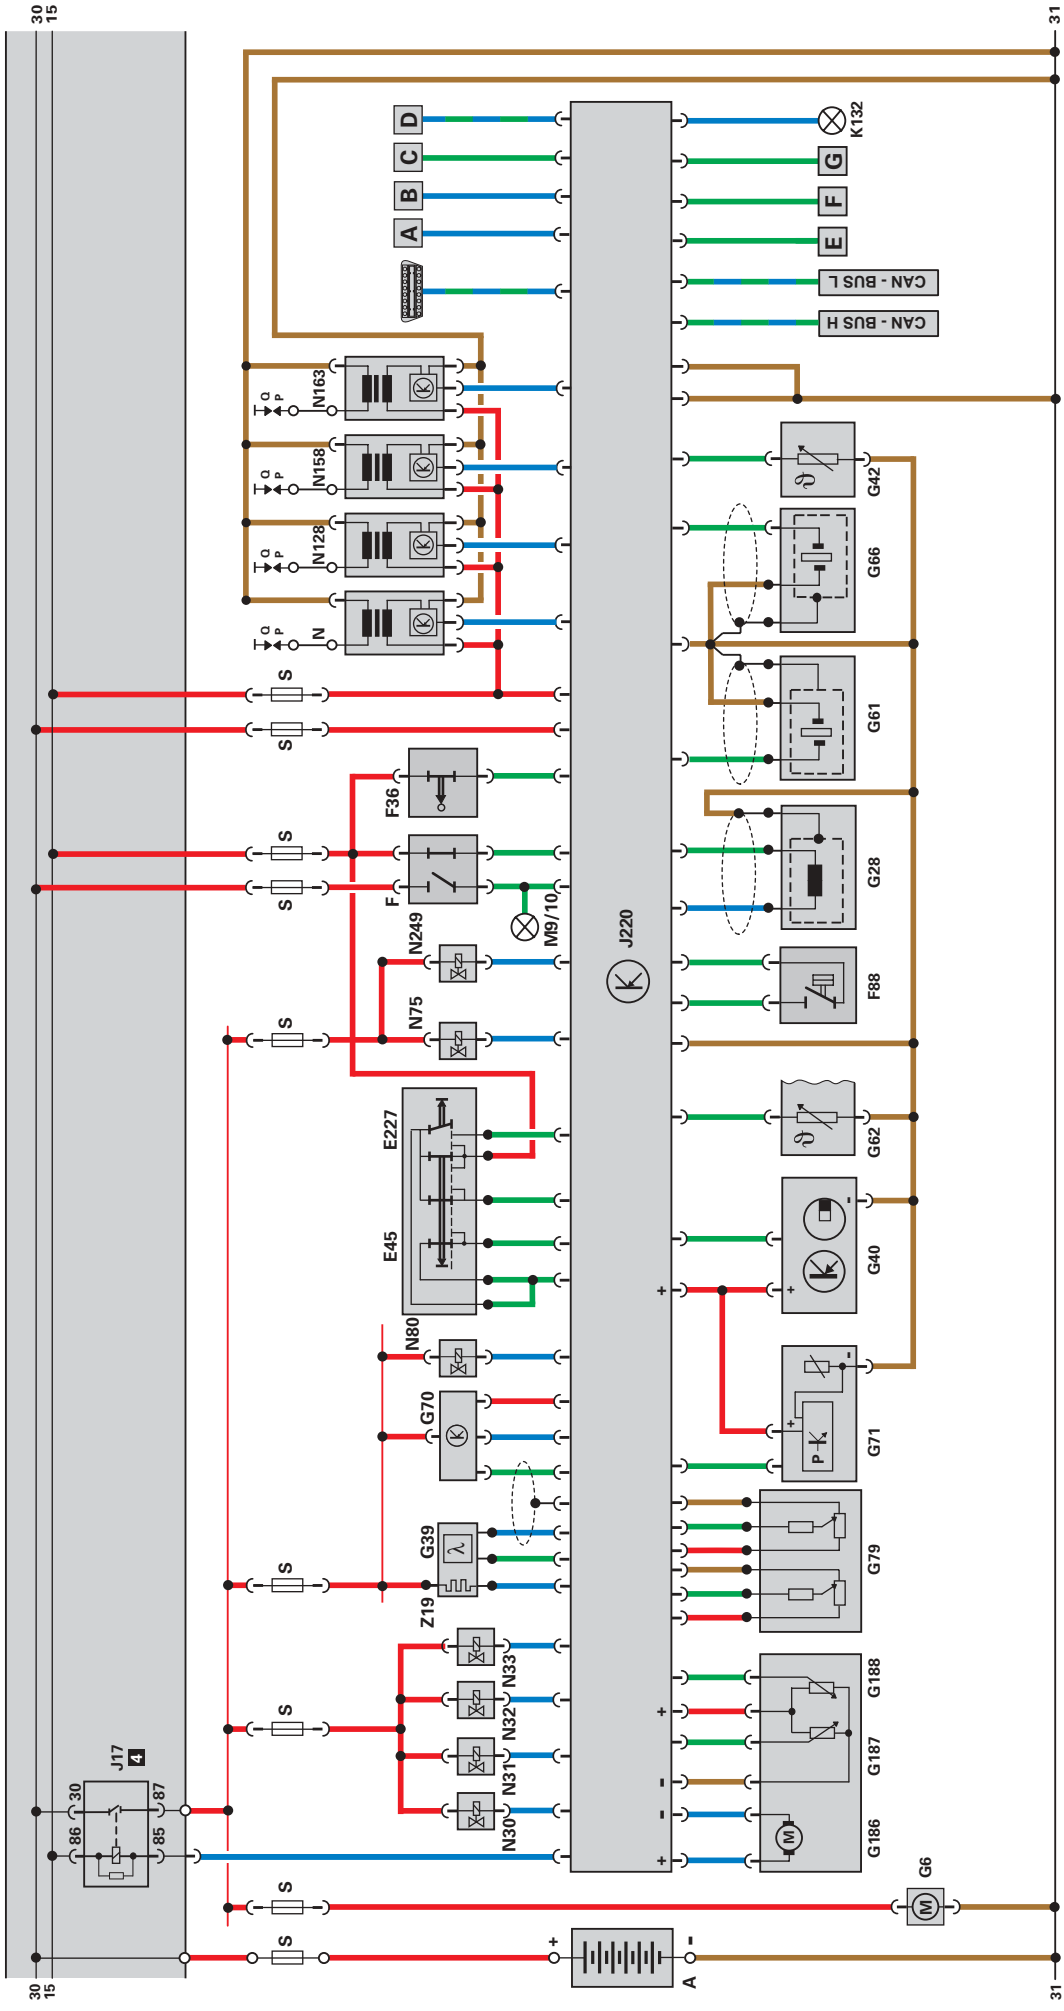 30
15
30
15
J17
4
86
30
85
87
S
S
S
S
S
S
S
S
S
Q
P
N
Q
P
N128
Q
P
N158
Q
P
N163
A
B
C
D
N30
N31
N32
N33
Z19
G39
λ
G70
K
N80
E45
E227
N75
N249
F
F36
M9/10
K
K
K
K
+
A
-
J220
+
-
-
+
+
M
G186
G187
G188
G79
P
+
-
G71
+
-
G40
ϑ
G62
F88
G28
G61
G66
ϑ
G42
CAN - BUS H
CAN - BUS L
E
F
G
K132
M
G6
31
31